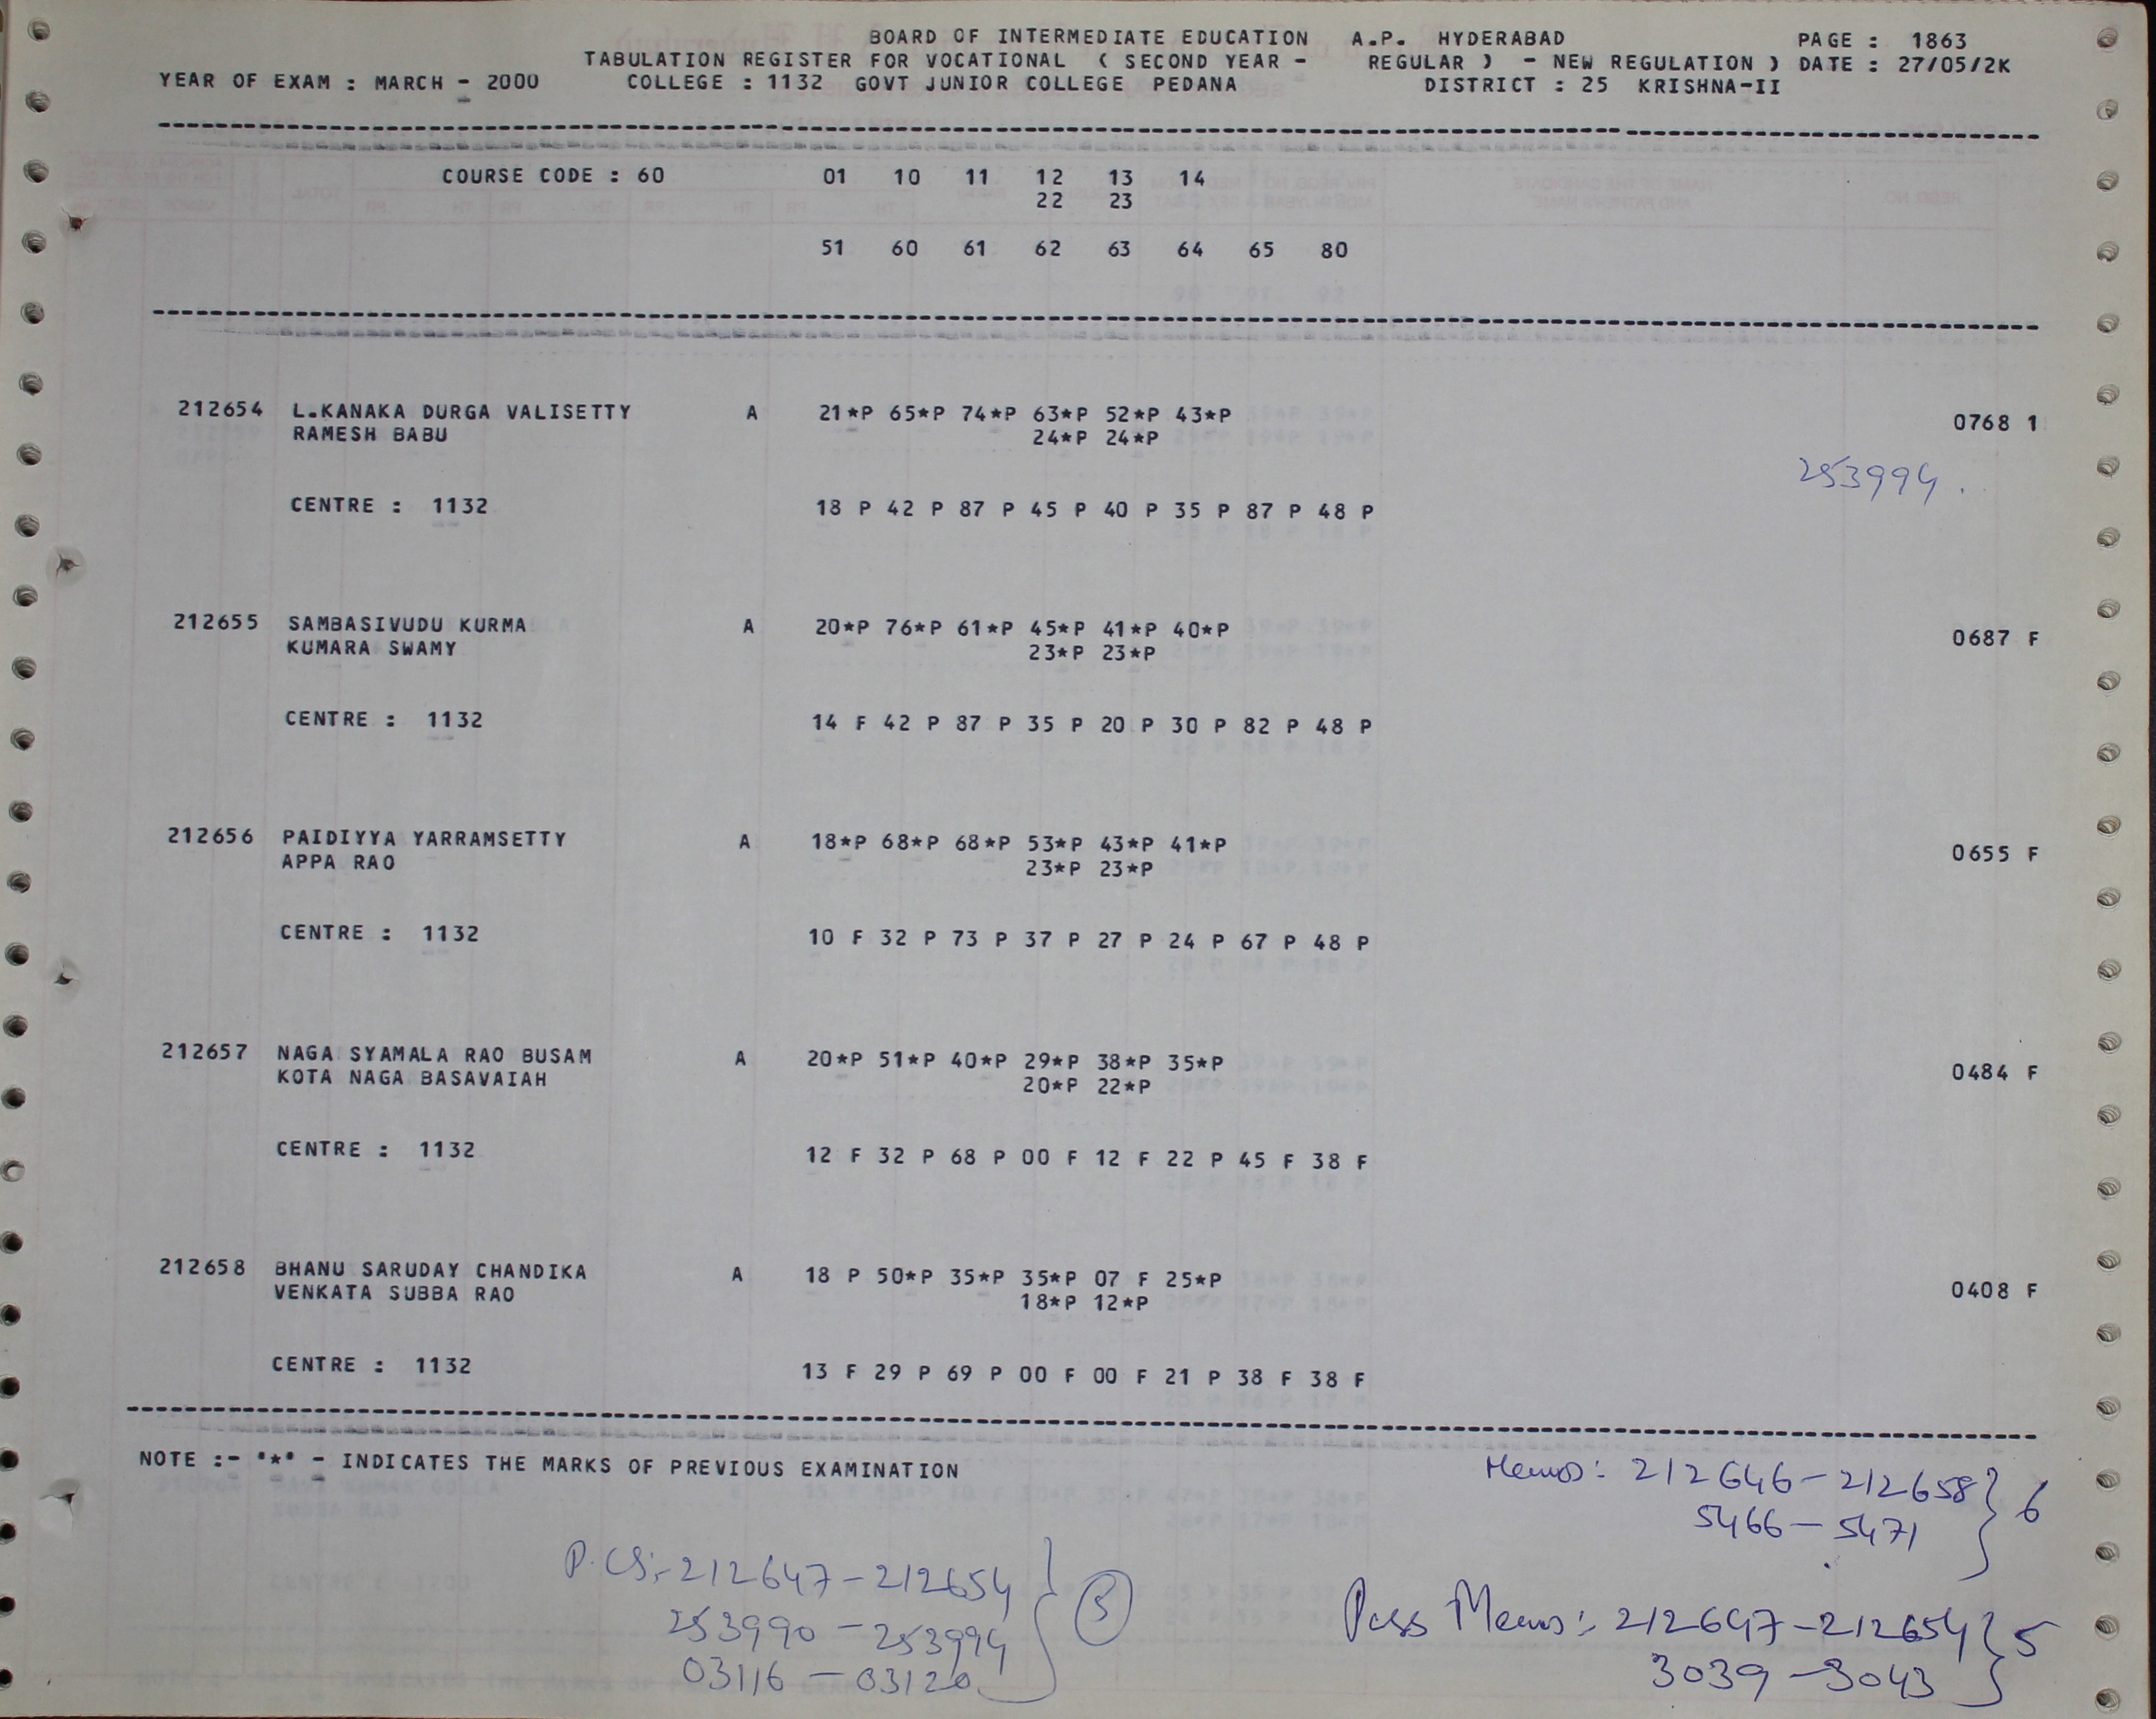 BOARD OF INTERMEDIATE EDUCATION A.P. HYDERABAD PAGE : 1863
TABULATION REGISTER FOR VOCATIONAL ( SECOND YEAR - REGULAR ) - NEW REGULATION ) DATE : 27/05/2K
YEAR OF EXAM : MARCH - 2000 COLLEGE : 1132 GOVT JUNIOR COLLEGE PEDANA DISTRICT : 25 KRISHNA-II
COURSE CODE : 60 01 10 11 12 13 14
22 23
51 60 61 62 63 64 65 80
212654 L.KANAKA DURGA VALISETTY A 21*P 65*P 74*P 63*P 52*P 43*P 0768 1
RAMESH BABU 24*P 24*P
253994.
CENTRE : 1132 18 P 42 P 87 P 45 P 40 P 35 P 87 P 48 P
212655 SAMBASIVUDU KURMA A 20*P 76*P 61*P 45*P 41*P 40*P 0687 F
KUMARA SWAMY 23*P 23*P
CENTRE : 1132 14 F 42 P 87 P 35 P 20 P 30 P 82 P 48 P
212656 PAIDIYYA YARRAMSETTY A 18*P 68*P 68*P 53*P 43*P 41*P 0655 F
APPA RAO 23*P 23*P
CENTRE : 1132 10 F 32 P 73 P 37 P 27 P 24 P 67 P 48 P
212657 NAGA SYAMALA RAO BUSAM A 20*P 51*P 40*P 29*P 38*P 35*P 0484 F
KOTA NAGA BASAVAIAH 20*P 22*P
CENTRE : 1132 12 F 32 P 68 P 00 F 12 F 22 P 45 F 38 F
212658 BHANU SARUDAY CHANDIKA A 18 P 50*P 35*P 35*P 07 F 25*P 0408 F
VENKATA SUBBA RAO 18*P 12*P
CENTRE : 1132 13 F 29 P 69 P 00 F 00 F 21 P 38 F 38 F
NOTE :- '*' - INDICATES THE MARKS OF PREVIOUS EXAMINATION
Memos: 212646-212658 } 6
5466-5471
P.CS:-212647-212654 } 5
253990-253994
03116-03120
Pass Memos: 212647-212654 } 5
3039-3043